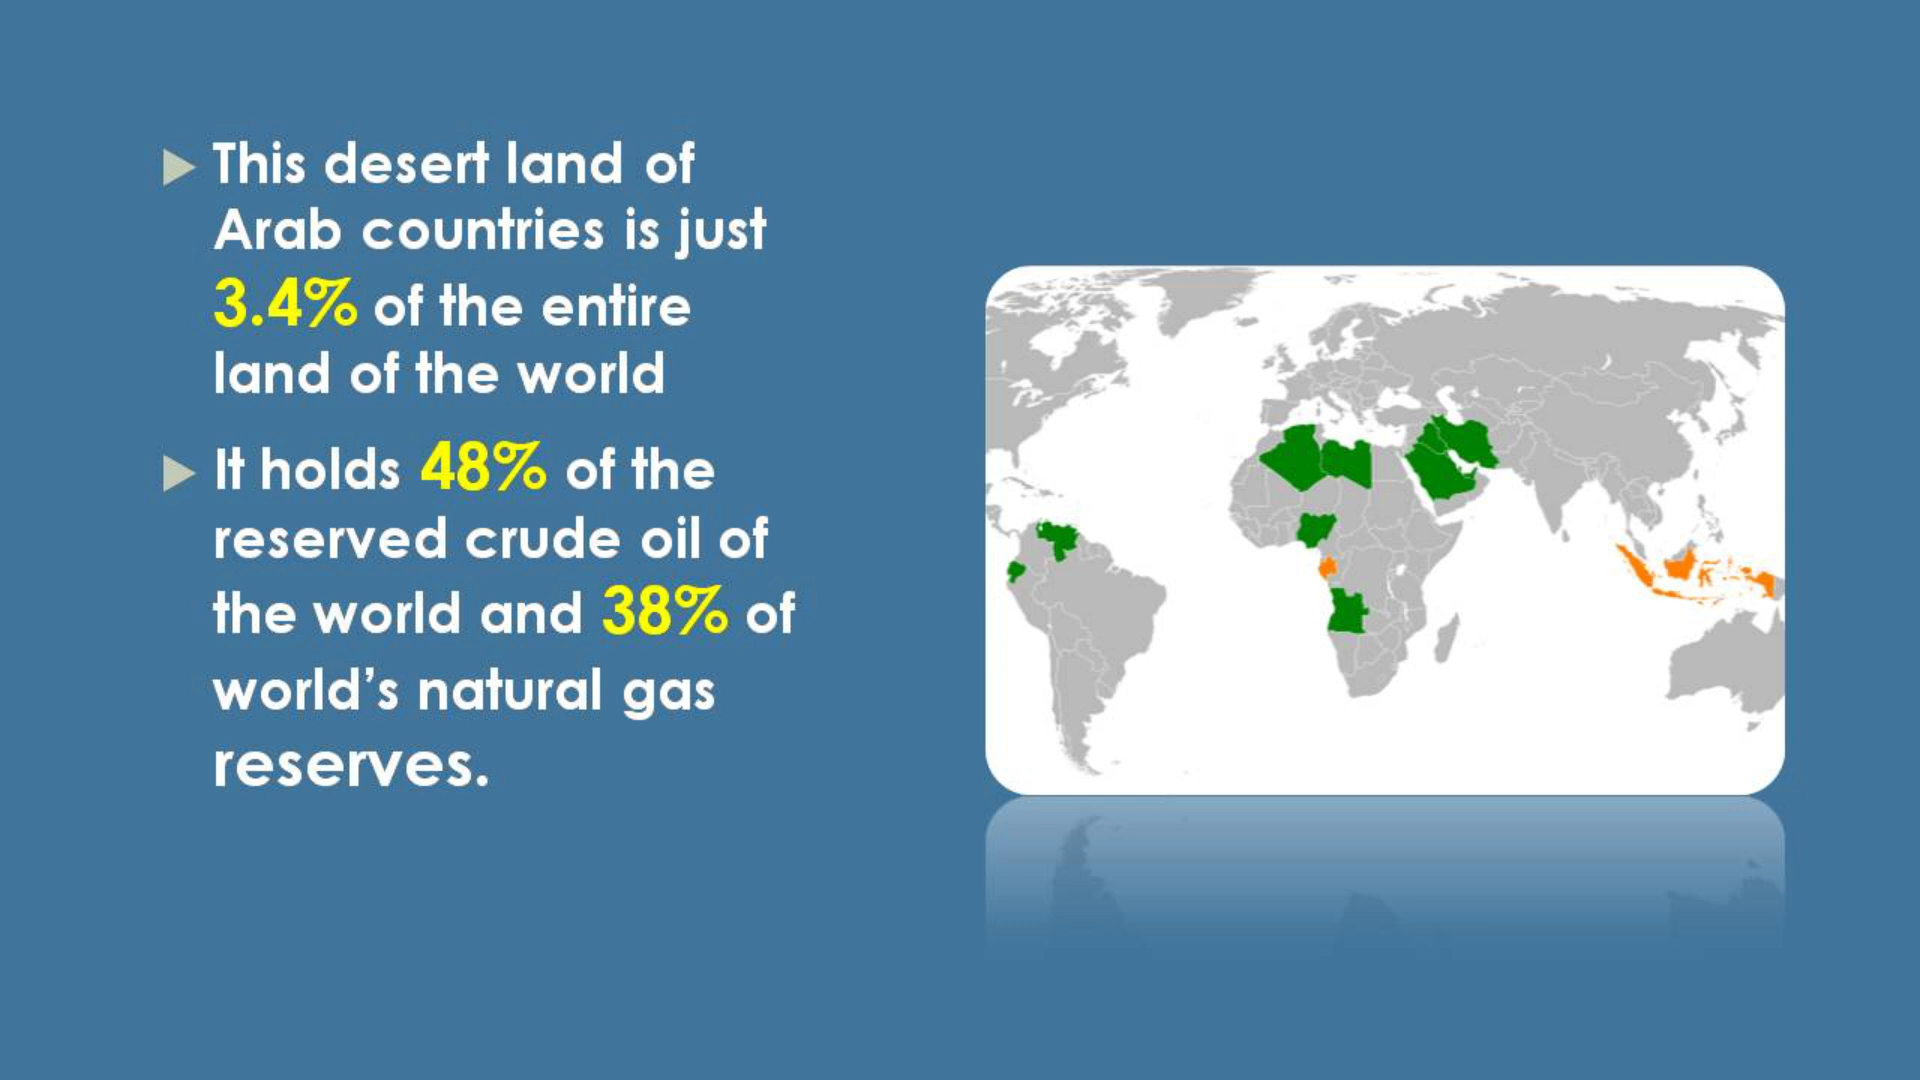 This desert land of
Arab countries is just
3.4% of the entire
land of the world
It holds 48% of the
reserved crude oil of
the world and 38% of
world's natural gas
reserves.